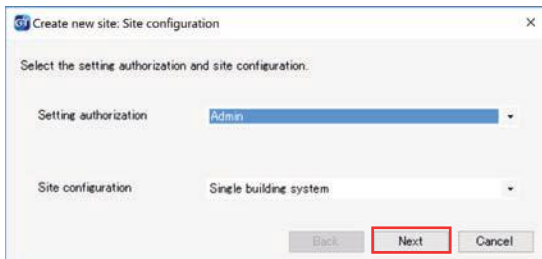 Create new site: Site configuration
Select the setting authorization and site configuration.
Setting authorization Admin
Site configuration Single building system
Back Next Cancel